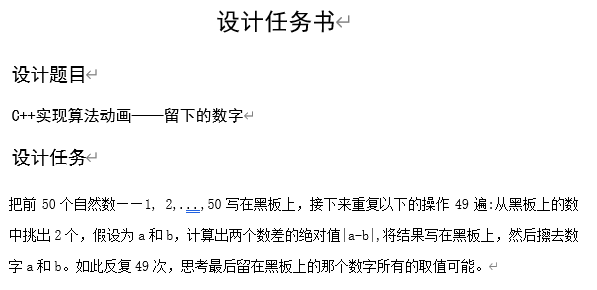 设计任务书
设计题目
C++实现算法动画——留下的数字
设计任务
把前 50 个自然数——1, 2,...,50 写在黑板上，接下来重复以下的操作 49 遍:从黑板上的数
中挑出 2 个，假设为 a 和 b，计算出两个数差的绝对值|a-b|,将结果写在黑板上，然后擦去数
字 a 和 b。如此反复 49 次，思考最后留在黑板上的那个数字所有的取值可能。